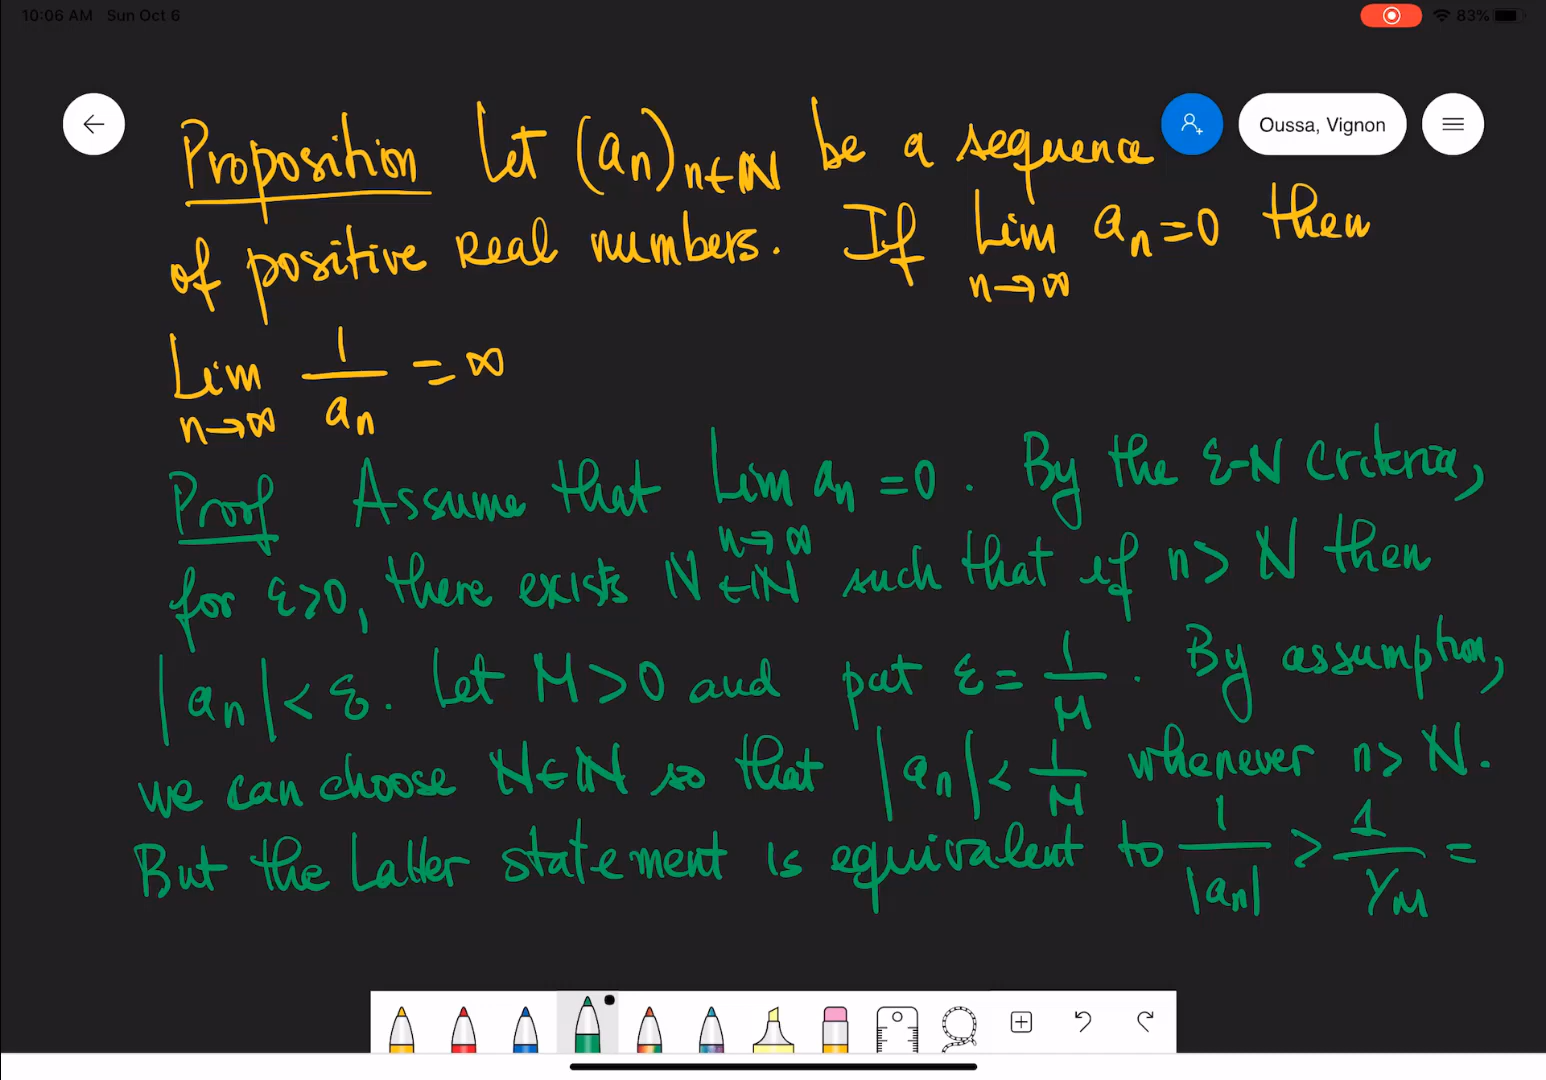 10:06 AM Sun Oct 6
83%
Oussa, Vignon
Proposition Let (aₙ)ₙ∈ℕ be a sequence
of positive real numbers. If Lim aₙ=0 then
n→∞
Lim 1/aₙ = ∞
n→∞
Proof Assume that Lim aₙ = 0. By the ε-N criteria,
n→∞
for ε>0, there exists N∈ℕ such that if n> N then
|aₙ|< ε. Let M>0 and put ε= 1/M. By assumption,
we can choose N∈ℕ so that |aₙ|< 1/M whenever n> N.
But the latter statement is equivalent to 1/|aₙ| > 1/(1/M) =